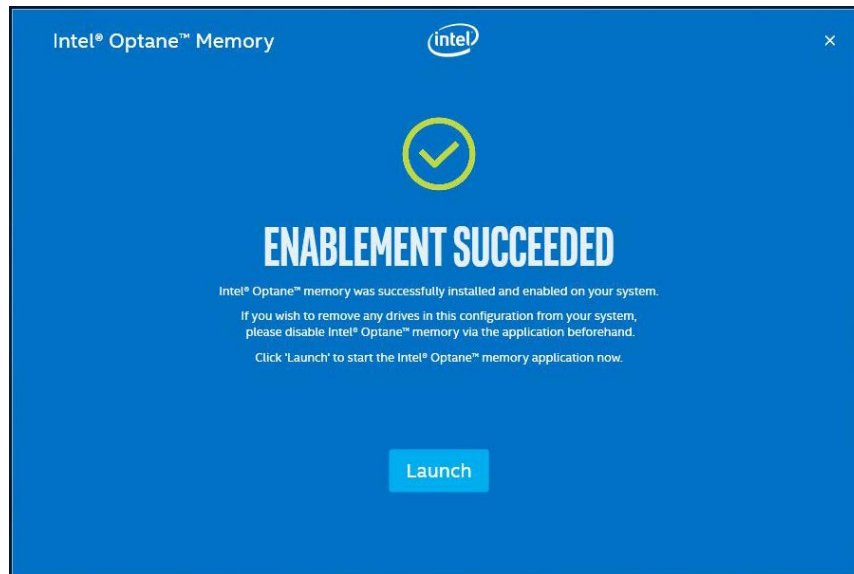 Intel® Optane™ Memory
intel
×
ENABLEMENT SUCCEEDED
Intel® Optane™ memory was successfully installed and enabled on your system.
If you wish to remove any drives in this configuration from your system,
please disable Intel® Optane™ memory via the application beforehand.
Click 'Launch' to start the Intel® Optane™ memory application now.
Launch